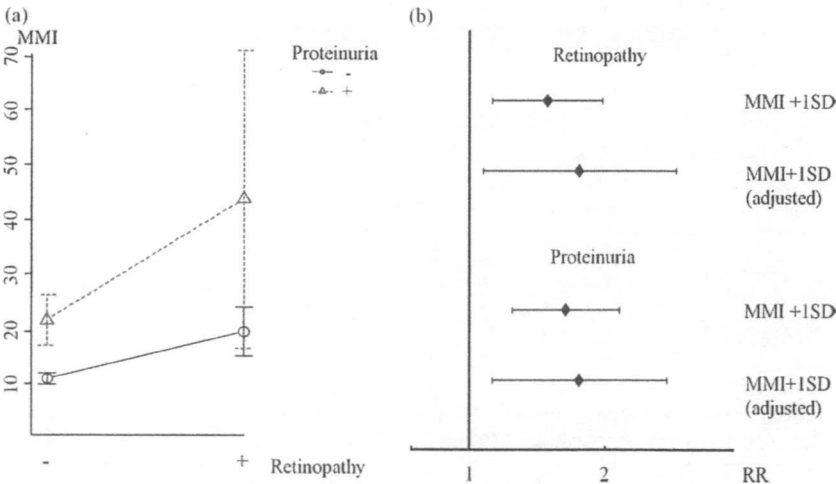 (a)
MMI
70
60
50
40
30
20
10
Proteinuria
-
+
- +
Retinopathy
(b)
Retinopathy
MMI +1SD
MMI+1SD
(adjusted)
Proteinuria
MMI +1SD
MMI+1SD
(adjusted)
1 2 RR